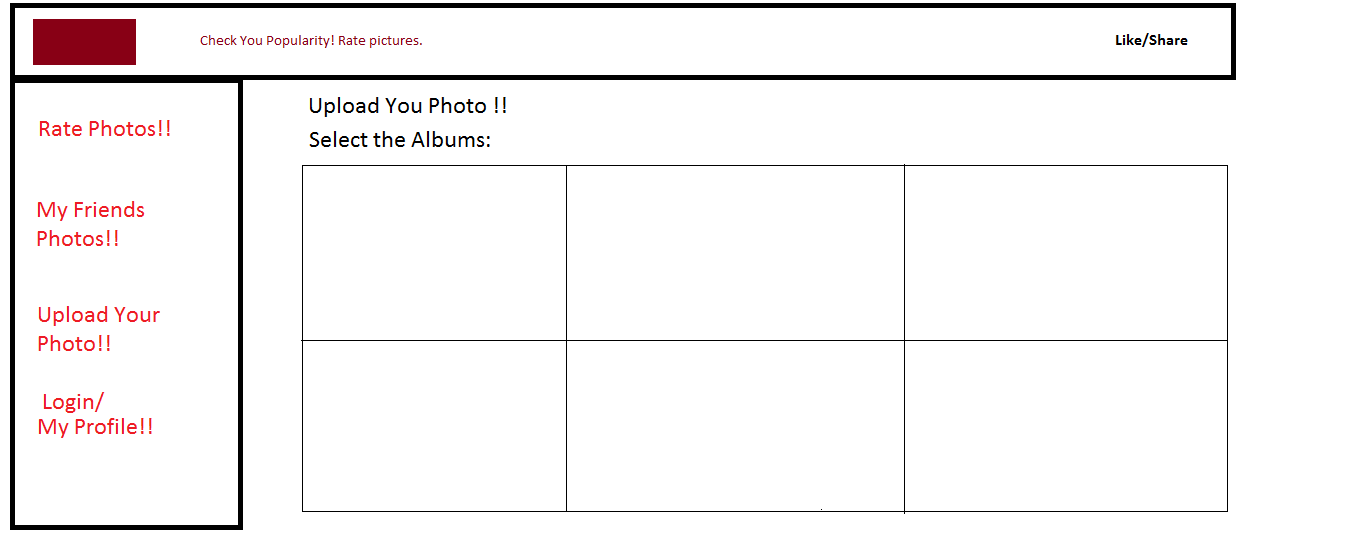 Check You Popularity! Rate pictures.
Like/Share
Rate Photos!!
My Friends
Photos!!
Upload Your
Photo!!
Login/
My Profile!!
Upload You Photo !!
Select the Albums: